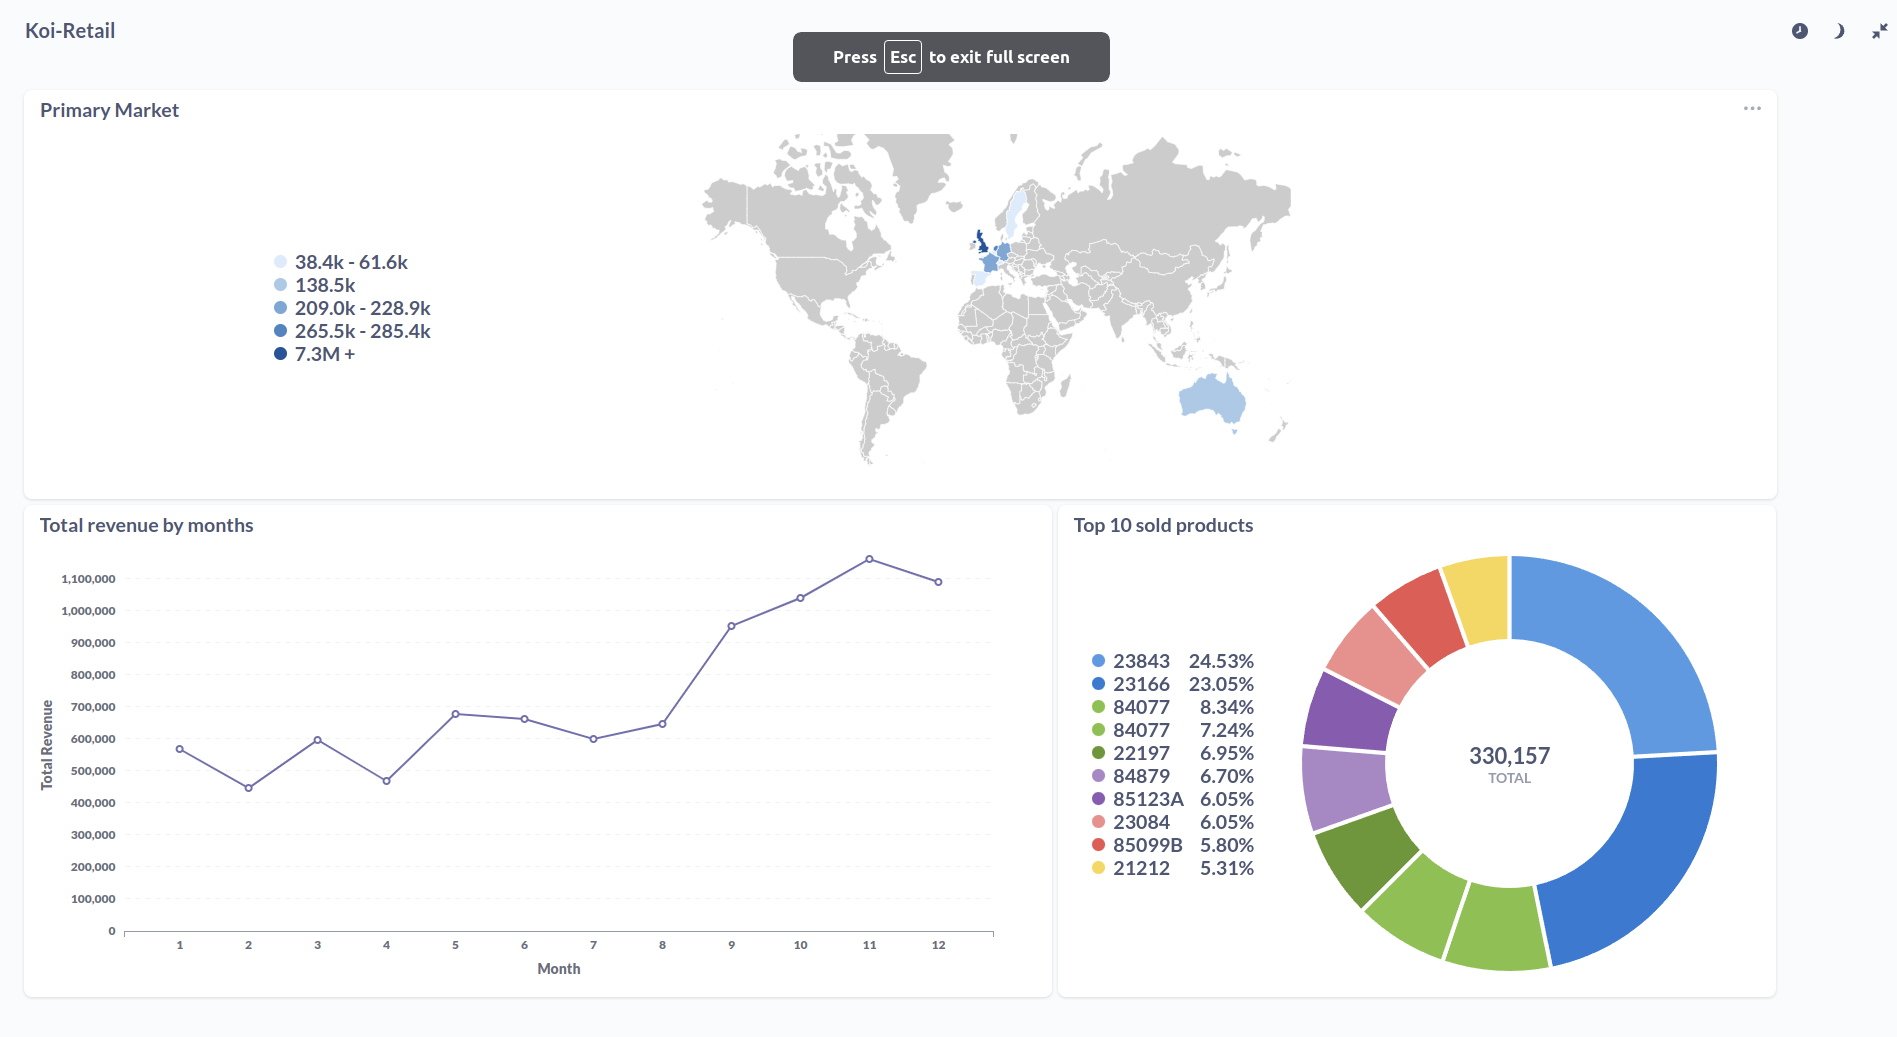 Koi-Retail
Press Esc to exit full screen
Primary Market
38.4k - 61.6k
138.5k
209.0k - 228.9k
265.5k - 285.4k
7.3M +
Total revenue by months
1,100,000
1,000,000
900,000
800,000
700,000
600,000
500,000
400,000
300,000
200,000
100,000
0
Total Revenue
1 2 3 4 5 6 7 8 9 10 11 12
Month
Top 10 sold products
23843 24.53%
23166 23.05%
84077 8.34%
84077 7.24%
22197 6.95%
84879 6.70%
85123A 6.05%
23084 6.05%
85099B 5.80%
21212 5.31%
330,157
TOTAL